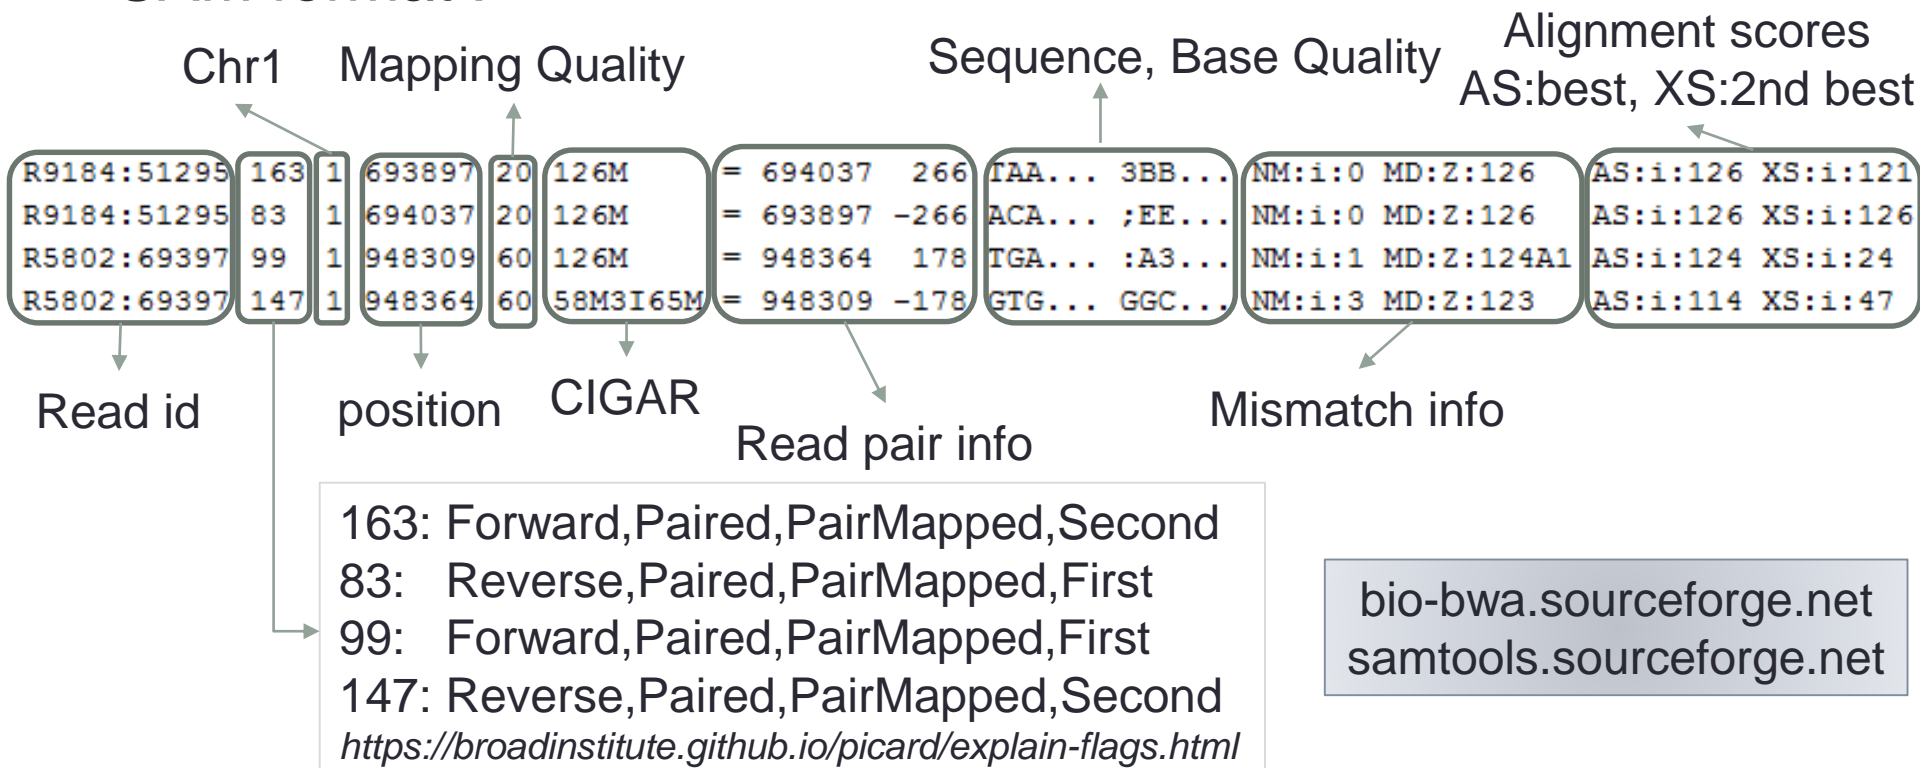 Chr1 Mapping Quality Sequence, Base Quality Alignment scores
AS:best, XS:2nd best
R9184:51295 163 1 693897 20 126M = 694037 266 TAA... 3BB... NM:i:0 MD:Z:126 AS:i:126 XS:i:121
R9184:51295 83 1 694037 20 126M = 693897 -266 ACA... ;EE... NM:i:0 MD:Z:126 AS:i:126 XS:i:126
R5802:69397 99 1 948309 60 126M = 948364 178 TGA... :A3... NM:i:1 MD:Z:124A1 AS:i:124 XS:i:24
R5802:69397 147 1 948364 60 58M3I65M = 948309 -178 GTG... GGC... NM:i:3 MD:Z:123 AS:i:114 XS:i:47
Read id position CIGAR Read pair info Mismatch info
163: Forward,Paired,PairMapped,Second
83: Reverse,Paired,PairMapped,First
99: Forward,Paired,PairMapped,First
147: Reverse,Paired,PairMapped,Second
https://broadinstitute.github.io/picard/explain-flags.html
bio-bwa.sourceforge.net
samtools.sourceforge.net